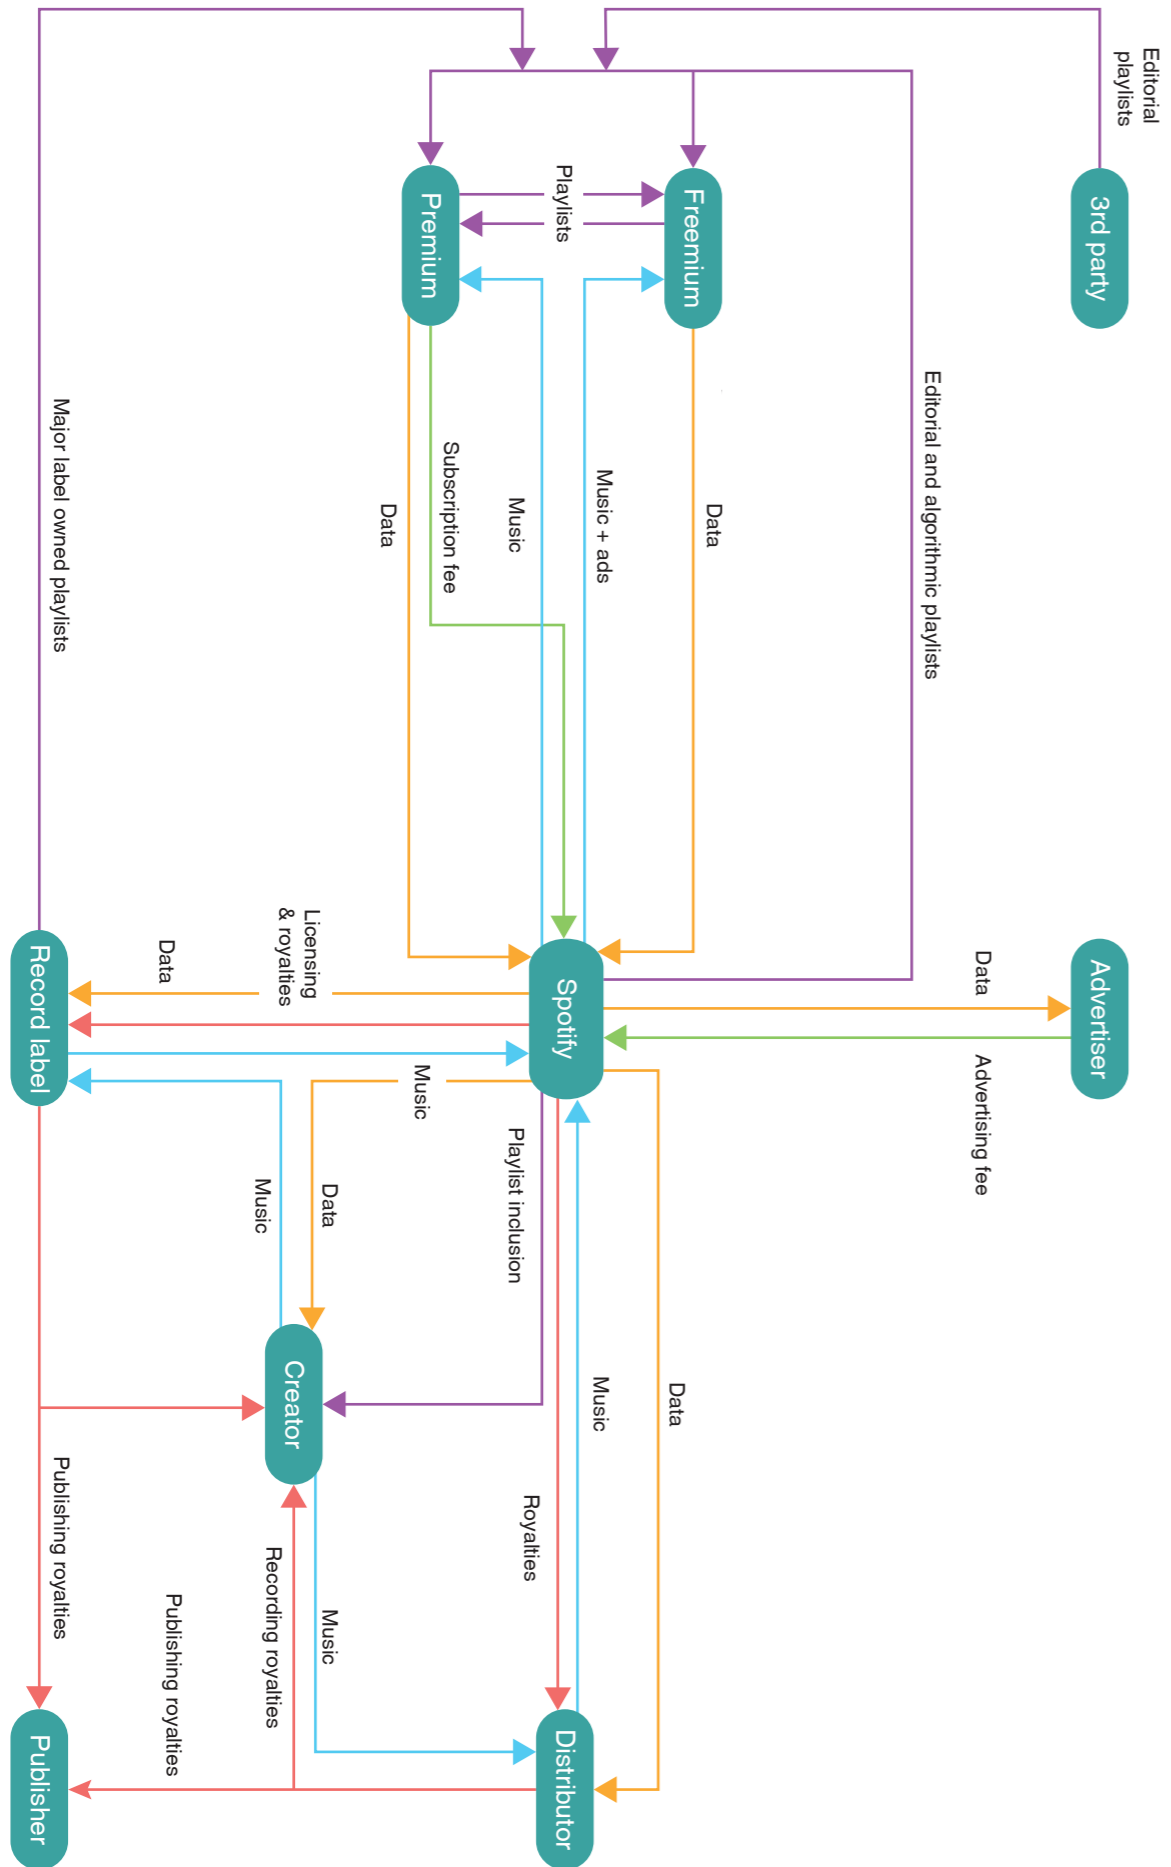 3rd party
Editorial
playlists
Advertiser
Data
Advertising fee
Editorial and algorithmic playlists
Freemium
Data
Data
Playlists
Music + ads
Music
Spotify
Music
Royalties
Distributor
Premium
Subscription fee
Data
Music
Playlist inclusion
Licensing
& royalties
Data
Data
Music
Creator
Music
Recording royalties
Publishing royalties
Major label owned playlists
Record label
Publishing royalties
Publisher